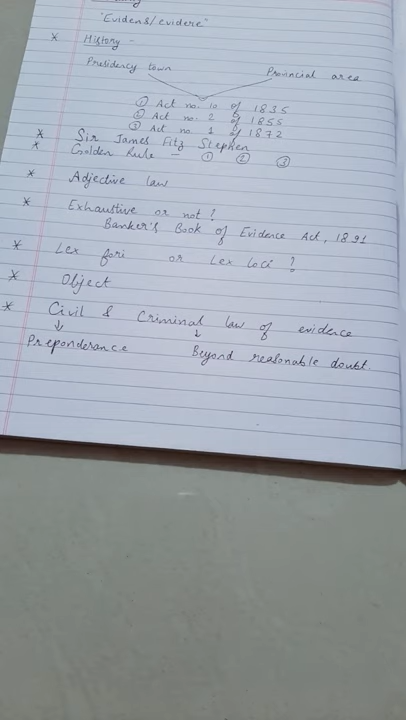 "Evidens/evidere"
* History -
Presidency town Provincial area
① Act no. 10 of 1835
② Act no. 2 of 1855
③ Act no. 1 of 1872
* Sir James Fitz Stephen
* Golden Rule - ① ② ③
* Adjective law
* Exhaustive or not?
Banker's Book of Evidence Act, 1891
* Lex fori or Lex loci?
* Object
* Civil & Criminal law of evidence
↓ ↓
Preponderance Beyond reasonable doubt.